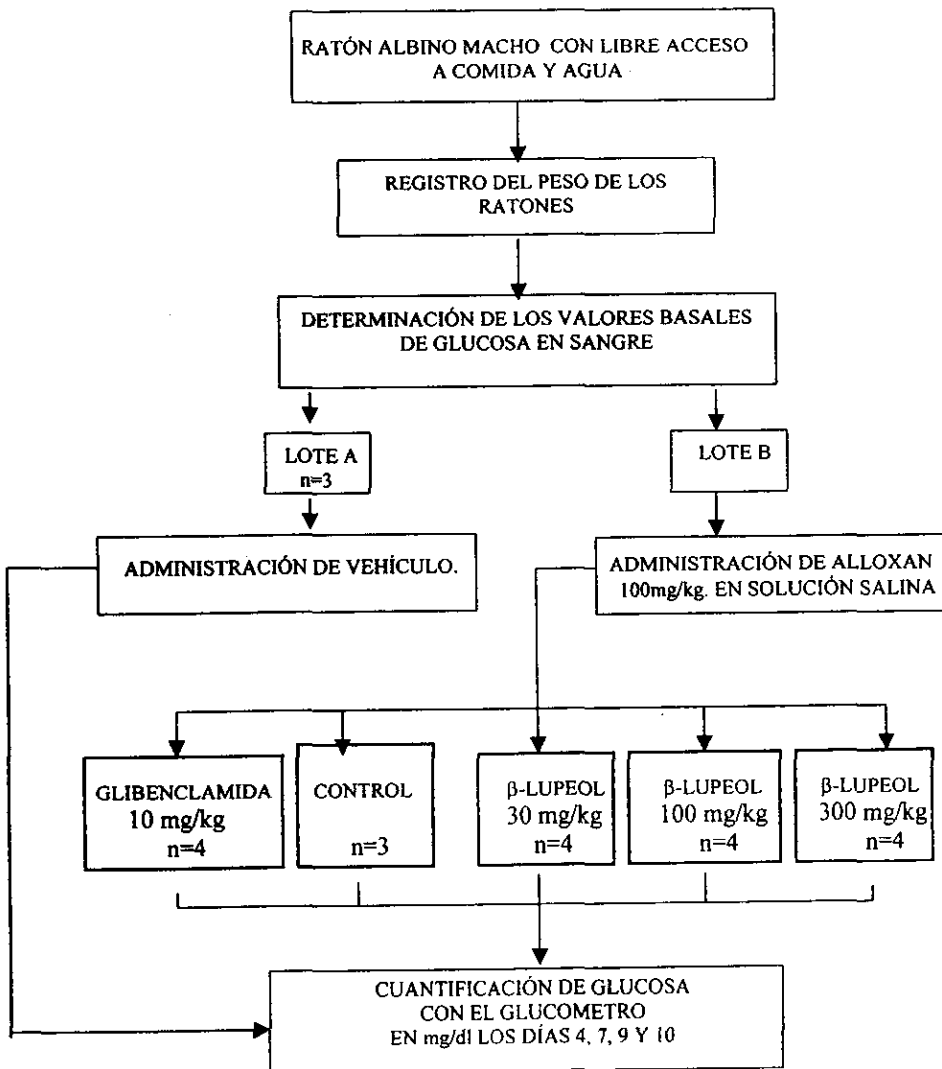 RATÓN ALBINO MACHO CON LIBRE ACCESO
A COMIDA Y AGUA
REGISTRO DEL PESO DE LOS
RATONES
DETERMINACIÓN DE LOS VALORES BASALES
DE GLUCOSA EN SANGRE
LOTE A
n=3
LOTE B
ADMINISTRACIÓN DE VEHÍCULO.
ADMINISTRACIÓN DE ALLOXAN
100mg/kg. EN SOLUCIÓN SALINA
GLIBENCLAMIDA
10 mg/kg
n=4
CONTROL
n=3
β-LUPEOL
30 mg/kg
n=4
β-LUPEOL
100 mg/kg
n=4
β-LUPEOL
300 mg/kg
n=4
CUANTIFICACIÓN DE GLUCOSA
CON EL GLUCOMETRO
EN mg/dl LOS DÍAS 4, 7, 9 Y 10